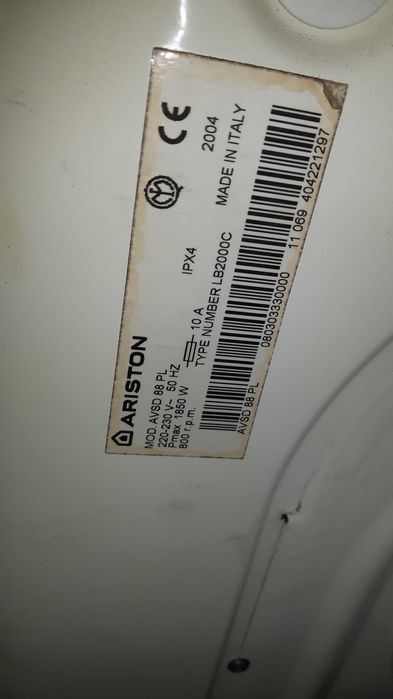 ARISTON
MOD. AVSD 88 PL
220-230 V~ 50 HZ
Pmax 1850 W
800 r.p.m.
10 A
TYPE NUMBER LB2000C
IPX4
CE
2004
MADE IN ITALY
AVSD 88 PL
080303330000
11 069 404221297